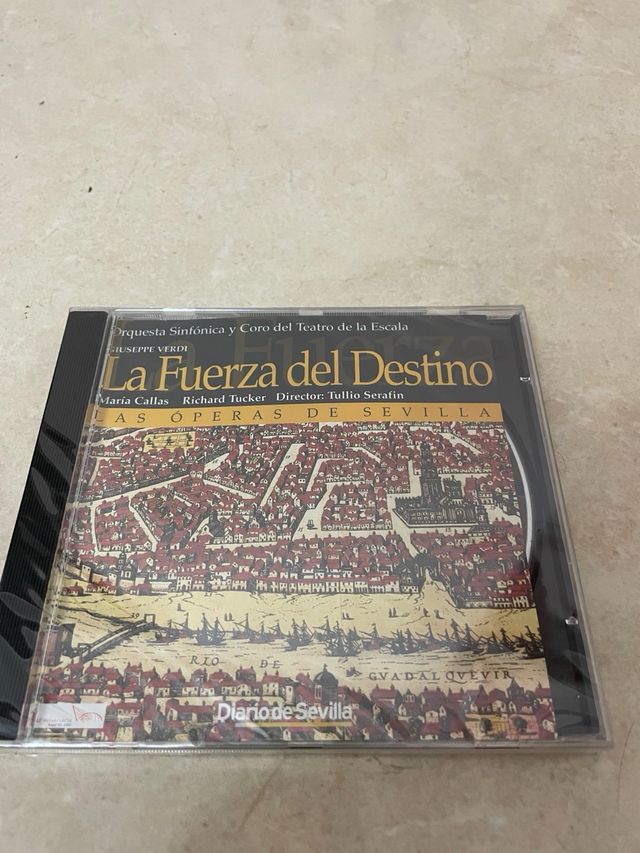 Orquesta Sinfónica y Coro del Teatro de la Escala
GIUSEPPE VERDI
La Fuerza del Destino
María Callas Richard Tucker Director: Tullio Serafin
LAS ÓPERAS DE SEVILLA
RIO DE GUADALQUEVIR
Diario de Sevilla